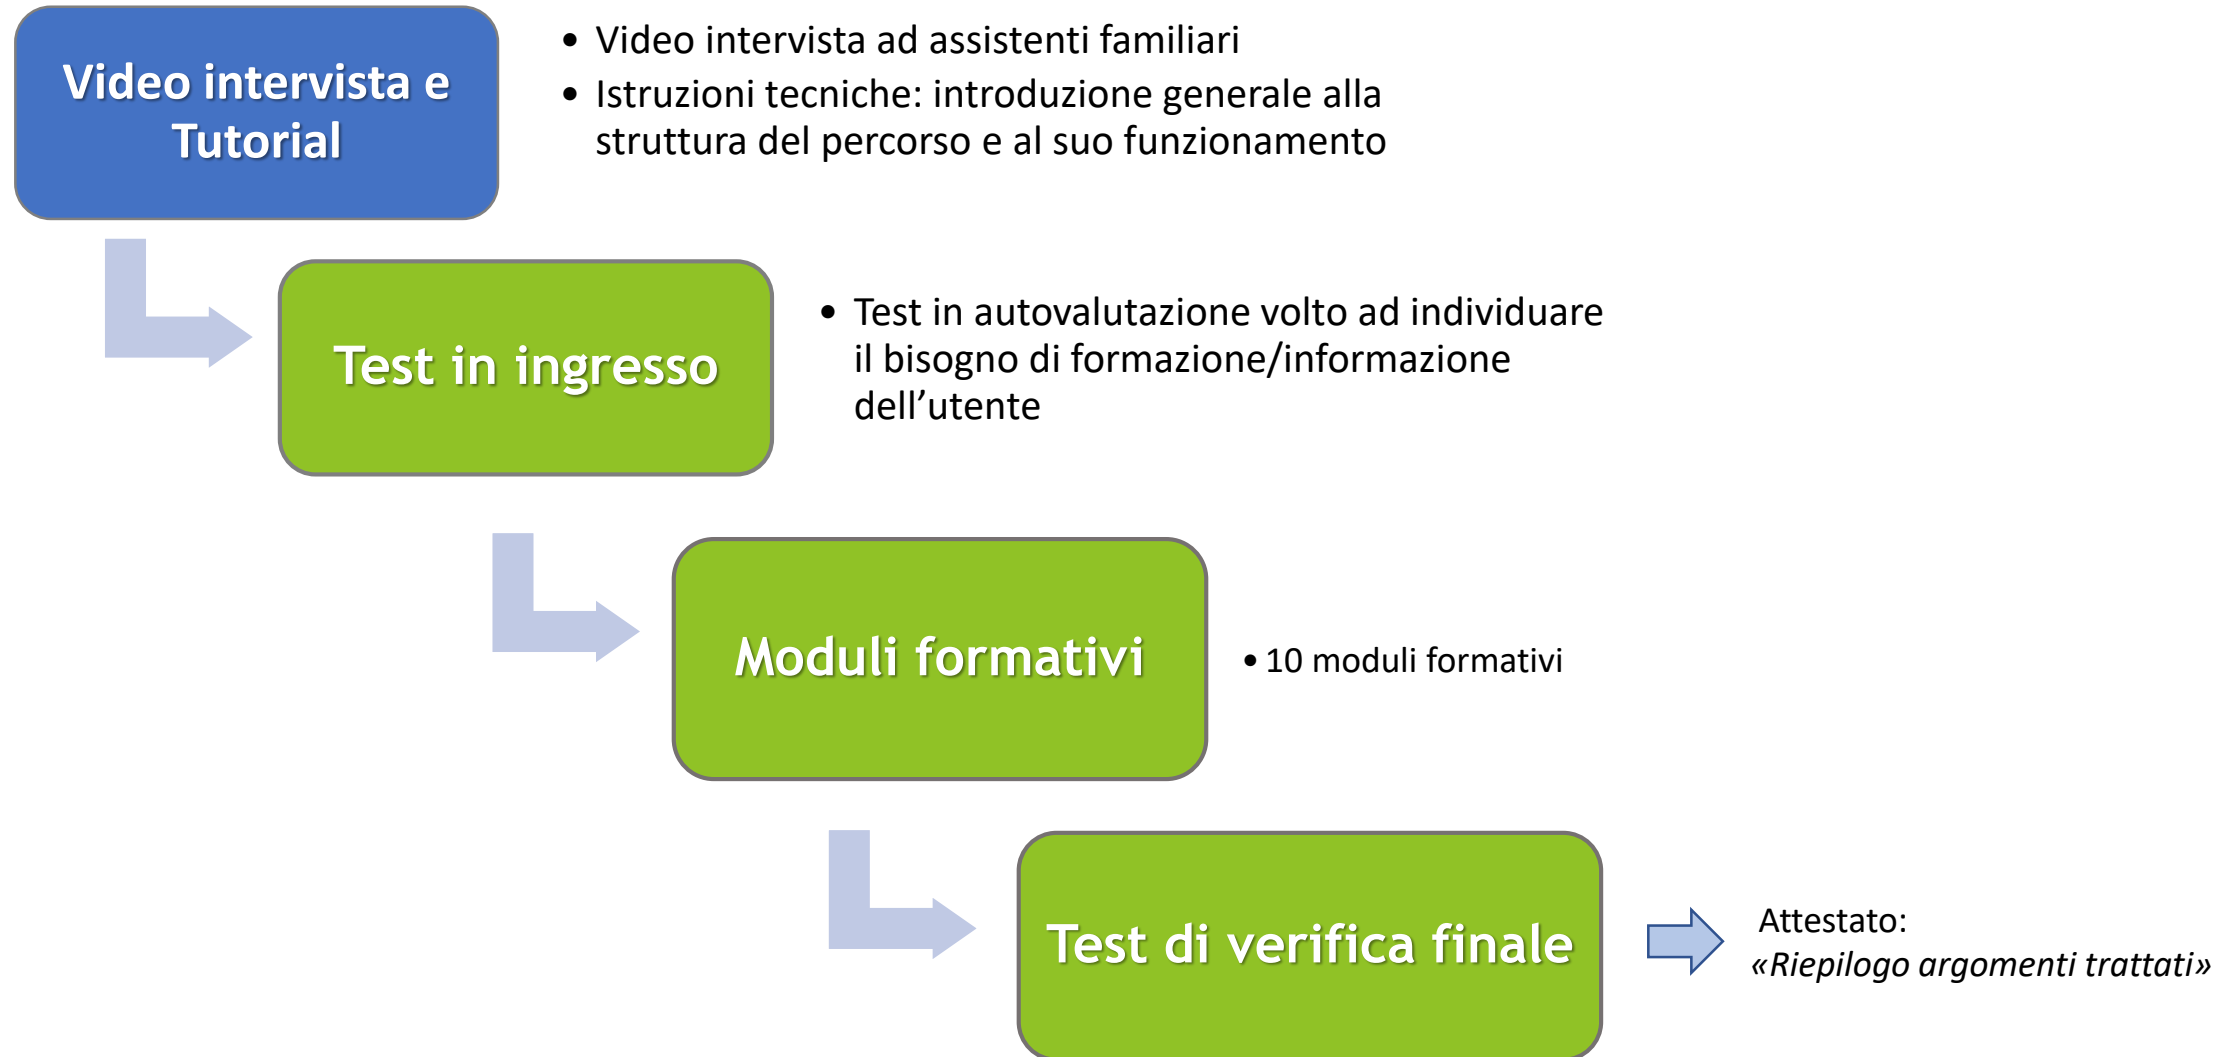 Video intervista e
Tutorial
• Video intervista ad assistenti familiari
• Istruzioni tecniche: introduzione generale alla
struttura del percorso e al suo funzionamento
Test in ingresso
• Test in autovalutazione volto ad individuare
il bisogno di formazione/informazione
dell’utente
Moduli formativi
• 10 moduli formativi
Test di verifica finale
Attestato:
«Riepilogo argomenti trattati»